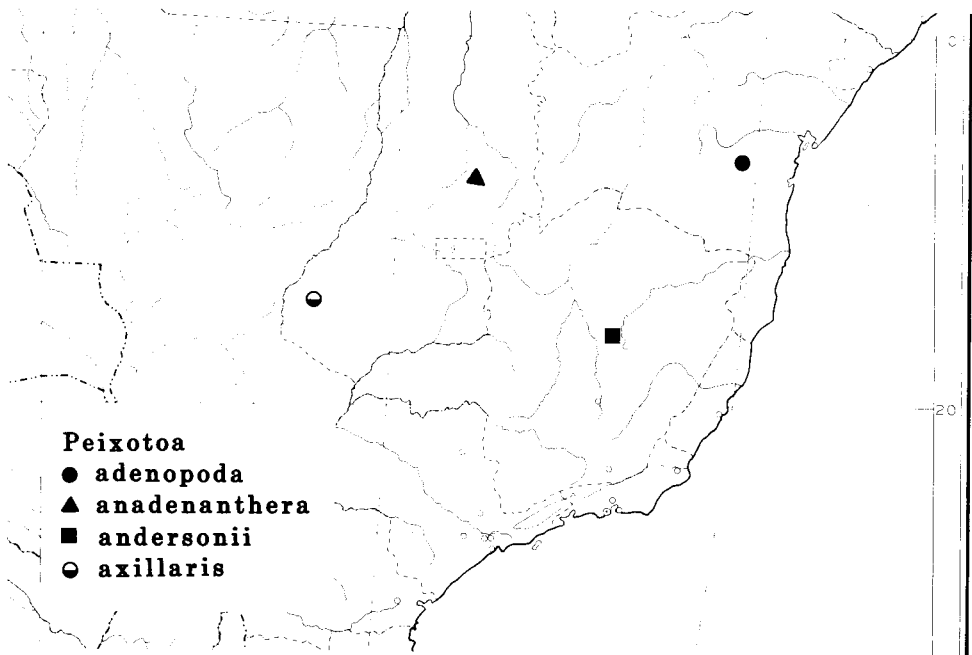 Peixotoa
adenopoda
anadenanthera
andersonii
axillaris
20